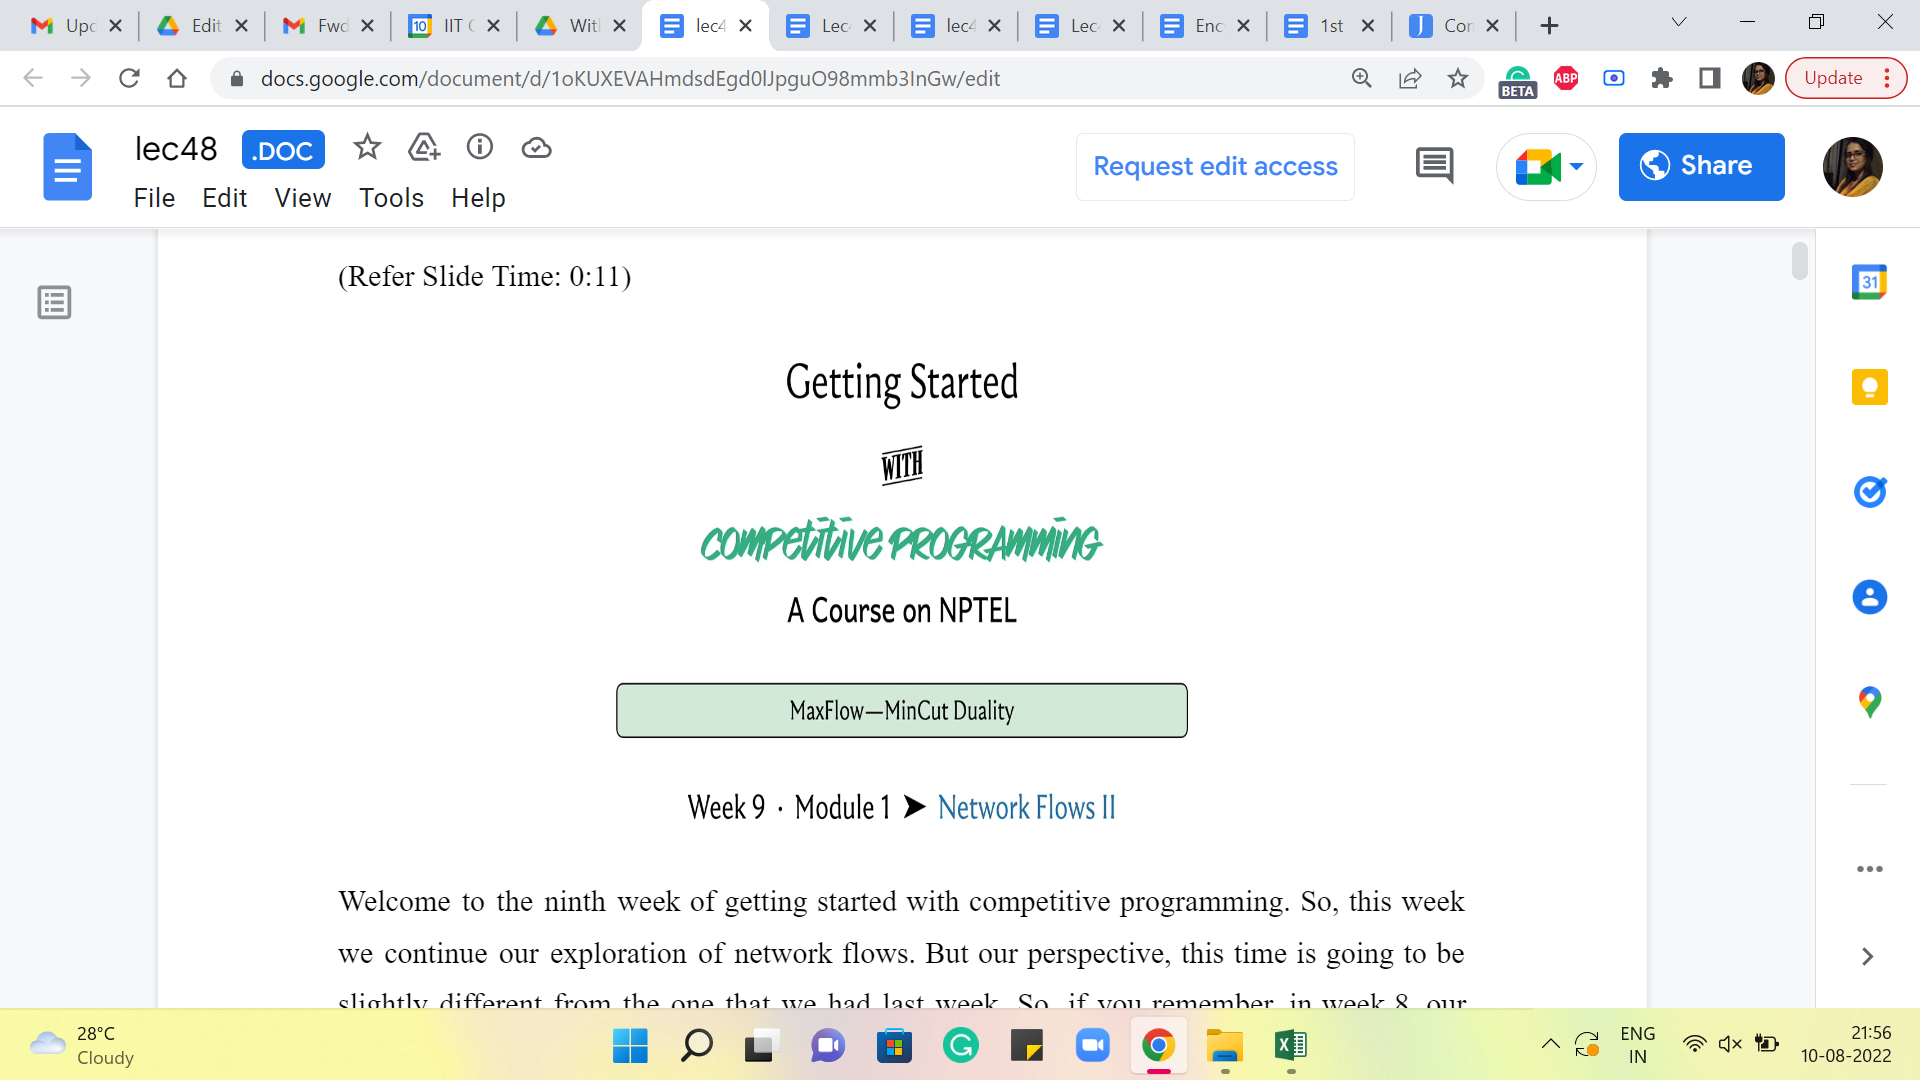 Upc
Edit
Fwd
10
IIT
Wit
lec4
Lec
lec4
Lec
Enc
1st
J
Con
docs.google.com/document/d/1oKUXEVAHmdsdEgd0lJpguO98mmb3InGw/edit
BETA
ABP
Update
lec48
.DOC
File Edit View Tools Help
Request edit access
Share
31
(Refer Slide Time: 0:11)
Getting Started
WITH
COMPETITIVE PROGRAMMING
A Course on NPTEL
MaxFlow—MinCut Duality
Week 9 · Module 1 ➤ Network Flows II
Welcome to the ninth week of getting started with competitive programming. So, this week
we continue our exploration of network flows. But our perspective, this time is going to be
slightly different from the one that we had last week. So, if you remember, in week 8, our
28°C
Cloudy
ENG
IN
21:56
10-08-2022